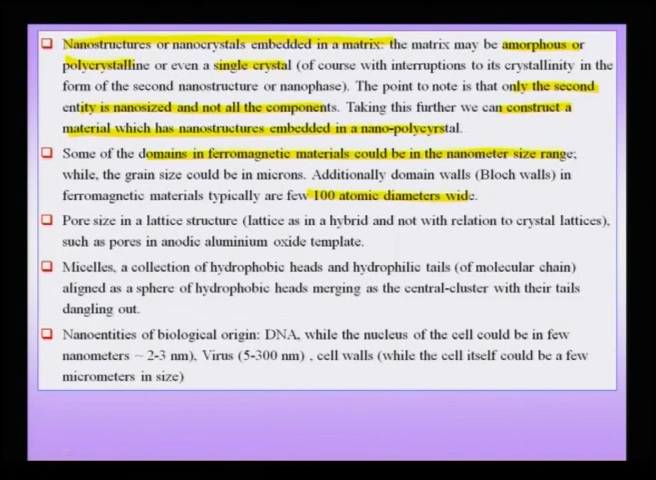 Nanostructures or nanocrystals embedded in a matrix: the matrix may be amorphous or
polycrystalline or even a single crystal (of course with interruptions to its crystallinity in the
form of the second nanostructure or nanophase). The point to note is that only the second
entity is nanosized and not all the components. Taking this further we can construct a
material which has nanostructures embedded in a nano-polycyrstal.
Some of the domains in ferromagnetic materials could be in the nanometer size range;
while, the grain size could be in microns. Additionally domain walls (Bloch walls) in
ferromagnetic materials typically are few 100 atomic diameters wide.
Pore size in a lattice structure (lattice as in a hybrid and not with relation to crystal lattices),
such as pores in anodic aluminium oxide template.
Micelles, a collection of hydrophobic heads and hydrophilic tails (of molecular chain)
aligned as a sphere of hydrophobic heads merging as the central-cluster with their tails
dangling out.
Nanoentities of biological origin: DNA, while the nucleus of the cell could be in few
nanometers ~ 2-3 nm), Virus (5-300 nm) , cell walls (while the cell itself could be a few
micrometers in size)